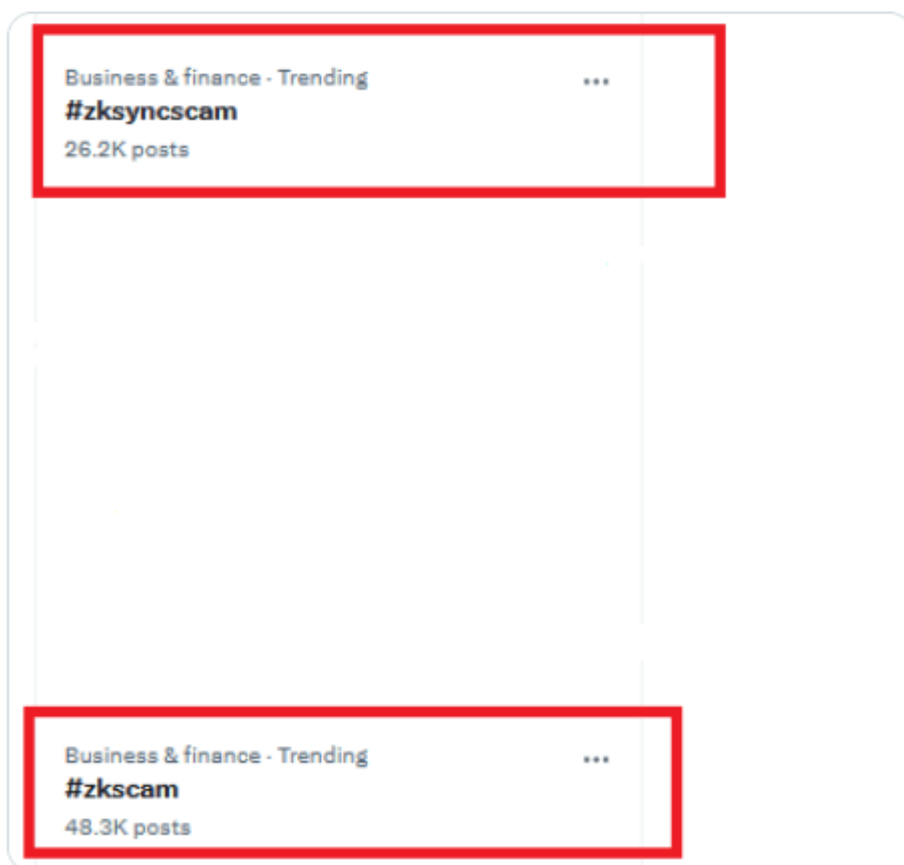 Business & finance · Trending
#zksyncscam
26.2K posts
Business & finance · Trending
#zkscam
48.3K posts